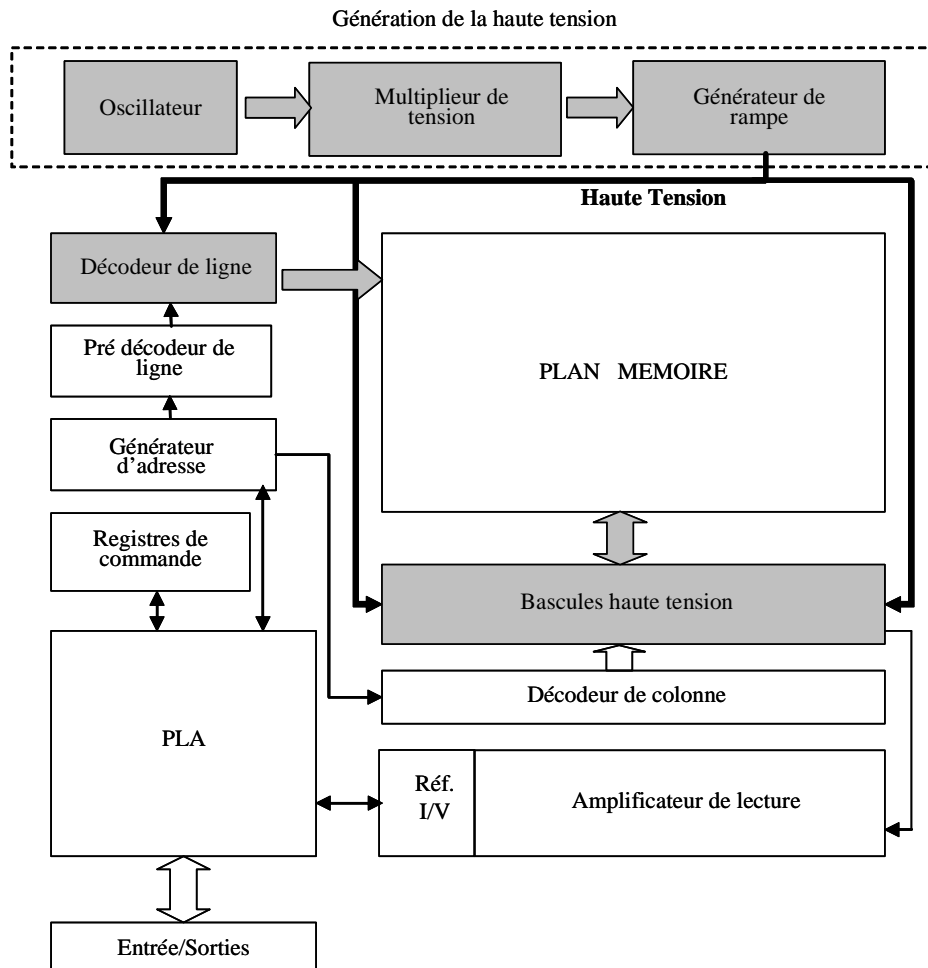 Génération de la haute tension
Oscillateur
Multiplieur de
tension
Générateur de
rampe
Haute Tension
Décodeur de ligne
Pré décodeur de
ligne
PLAN MEMOIRE
Générateur
d'adresse
Registres de
commande
Bascules haute tension
Décodeur de colonne
PLA
Réf.
I/V
Amplificateur de lecture
Entrée/Sorties